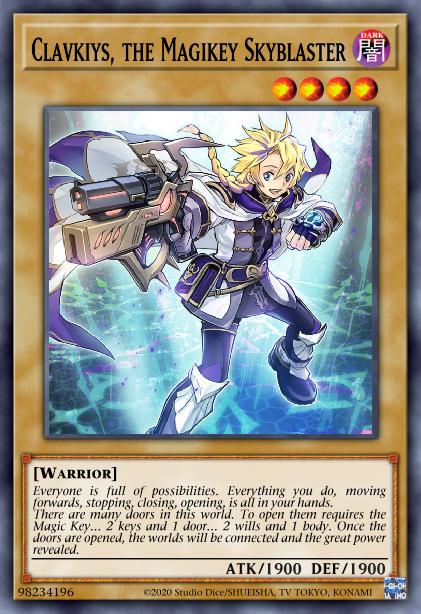 CLAVKIYS, THE MAGIKEY SKYBLASTER
DARK
闇
[WARRIOR]
Everyone is full of possibilities. Everything you do, moving
forwards, stopping, closing, opening, is all in your hands.
There are many doors in this world. To open them requires the
Magic Key... 2 keys and 1 door... 2 wills and 1 body. Once the
doors are opened, the worlds will be connected and the great power
revealed.
ATK/1900 DEF/1900
98234196
©2020 Studio Dice/SHUEISHA, TV TOKYO, KONAMI